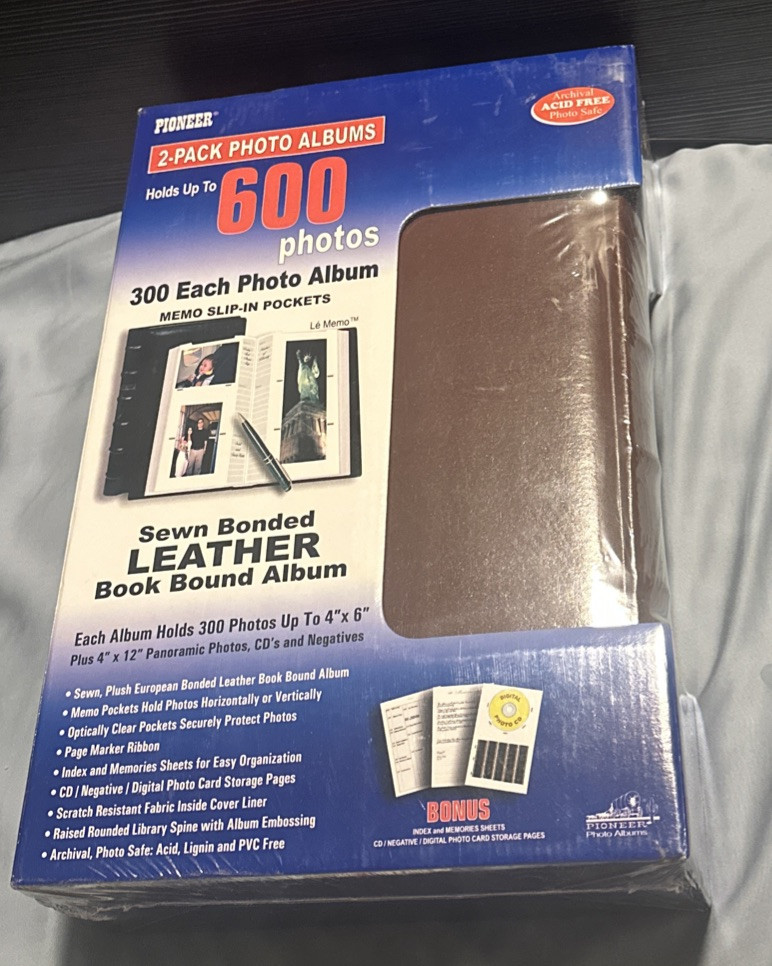 PIONEER®
Archival
ACID FREE
Photo Safe
2-PACK PHOTO ALBUMS
Holds Up To 600
photos
300 Each Photo Album
MEMO SLIP-IN POCKETS
Lé Memo™
Sewn Bonded
LEATHER
Book Bound Album
Each Album Holds 300 Photos Up To 4"x 6"
Plus 4" x 12" Panoramic Photos, CD's and Negatives
• Sewn, Plush European Bonded Leather Book Bound Album
• Memo Pockets Hold Photos Horizontally or Vertically
• Optically Clear Pockets Securely Protect Photos
• Page Marker Ribbon
• Index and Memories Sheets for Easy Organization
• CD / Negative / Digital Photo Card Storage Pages
• Scratch Resistant Fabric Inside Cover Liner
• Raised Rounded Library Spine with Album Embossing
• Archival, Photo Safe: Acid, Lignin and PVC Free
DIGITAL
PHOTO CD
BONUS
INDEX and MEMORIES SHEETS
CD / NEGATIVE / DIGITAL PHOTO CARD STORAGE PAGES
PIONEER®
Photo Albums